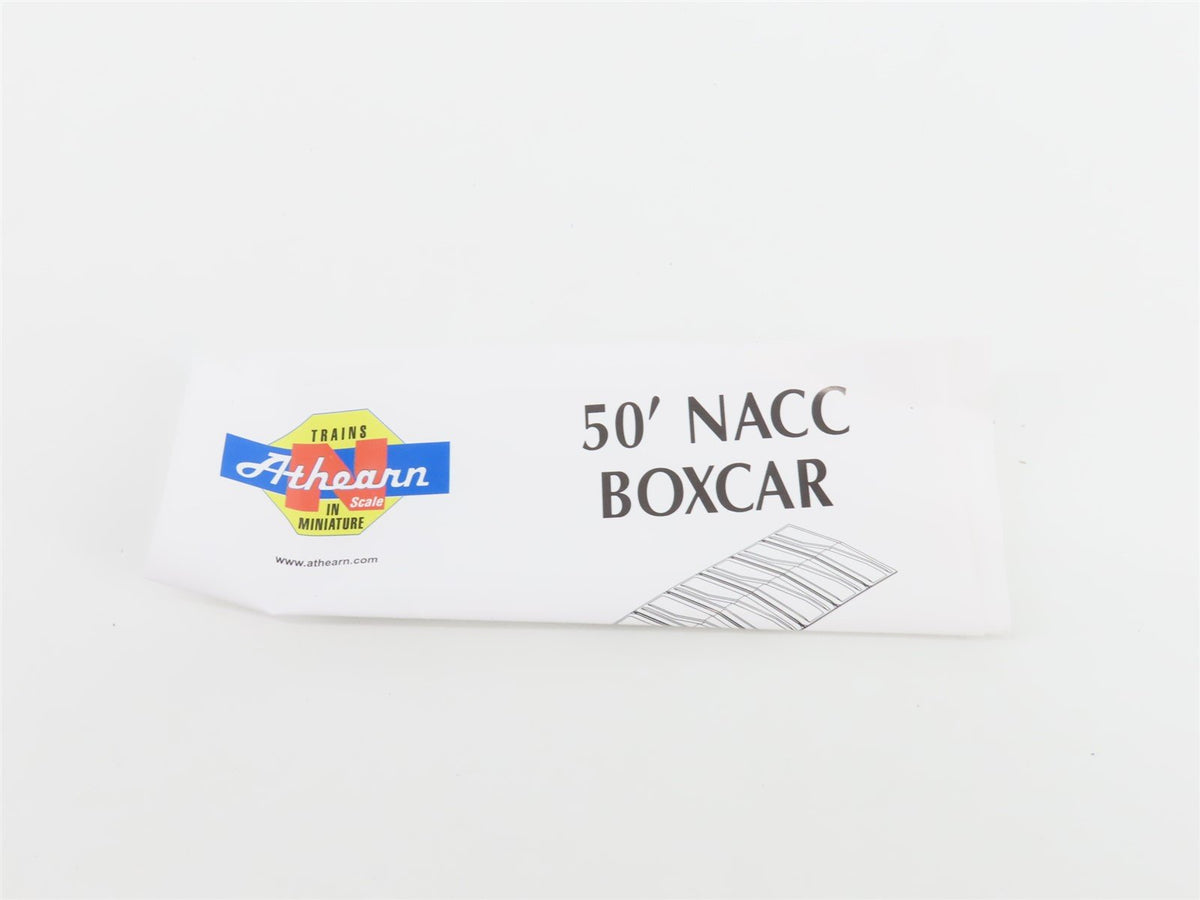 TRAINS
Athearn
N
Scale
IN
MINIATURE
www.athearn.com
50' NACC
BOXCAR